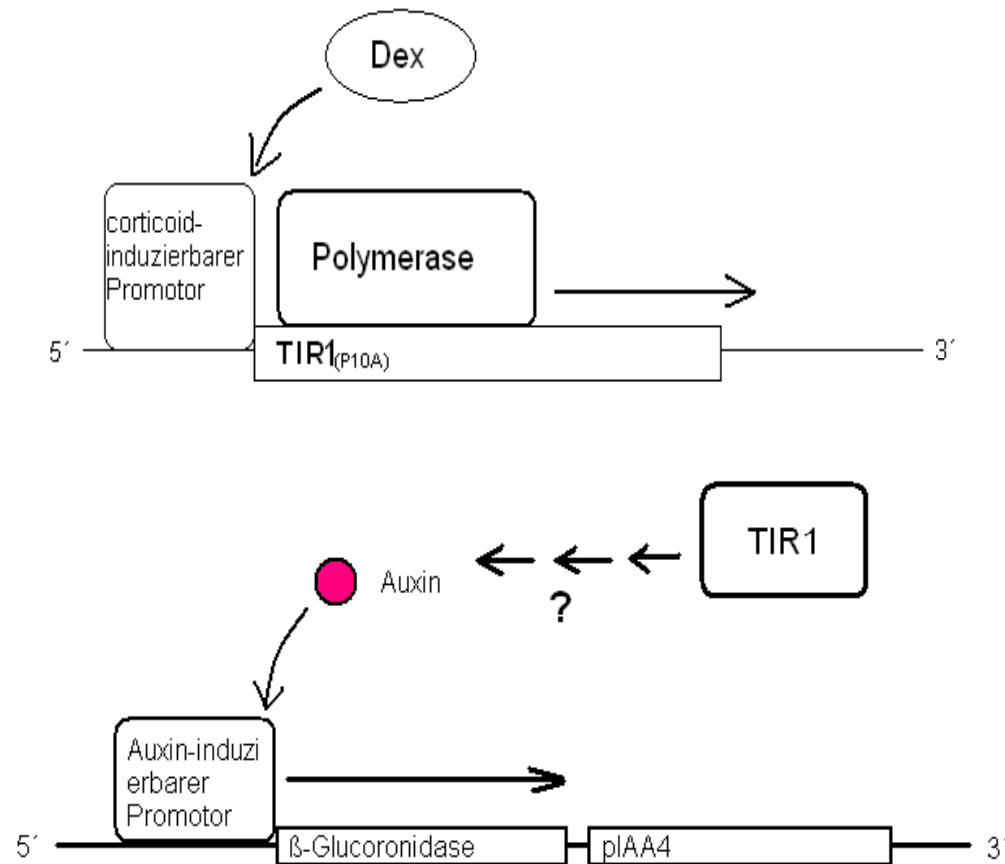 Dex
corticoid-
induzierbarer
Promotor
Polymerase
5´
TIR1(P10A)
3´
TIR1
Auxin
?
Auxin-induzi
erbarer
Promotor
5´
ß-Glucoronidase
pIAA4
3´